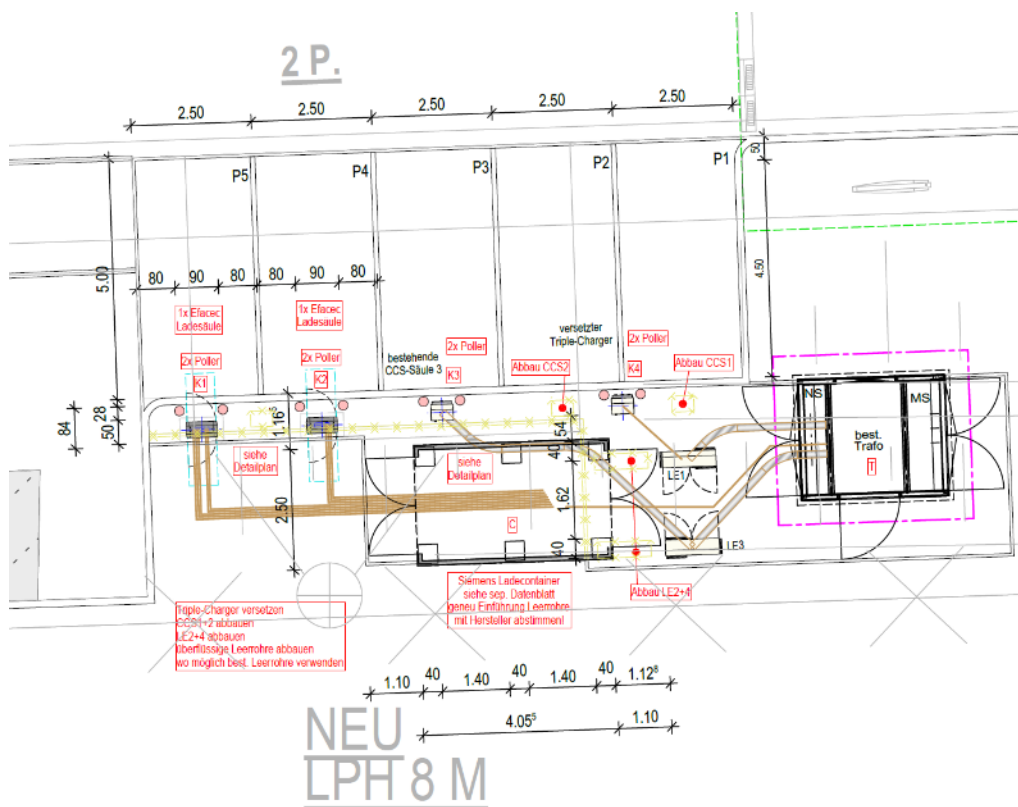 2 P.
2.50
2.50
2.50
2.50
2.50
P5
P4
P3
P2
P1
50
5.00
4.50
80
90
80
80
90
80
1x Efacec
Ladesäule
1x Efacec
Ladesäule
2x Poller
2x Poller
K1
K2
bestehende
CCS-Säule 3
2x Poller
K3
versetzter
Triple-Charger
2x Poller
K4
Abbau CCS2
Abbau CCS1
84
50
28
1.16⁵
2.50
siehe
Detailplan
siehe
Detailplan
54
40
1.62
40
C
LE1
LE3
NS
MS
best.
Trafo
T
Abbau LE2+4
Siemens Ladecontainer
siehe sep. Datenblatt
geneu Einführung Leerrohre
mit Hersteller abstimmen!
Triple-Charger versetzen
CCS1+2 abbauen
LE2+4 abbauen
überflüssige Leerrohre abbauen
wo möglich best. Leerrohre verwenden
1.10
40
1.40
40
1.40
40
1.12⁸
4.05⁵
1.10
NEU
LPH 8 M